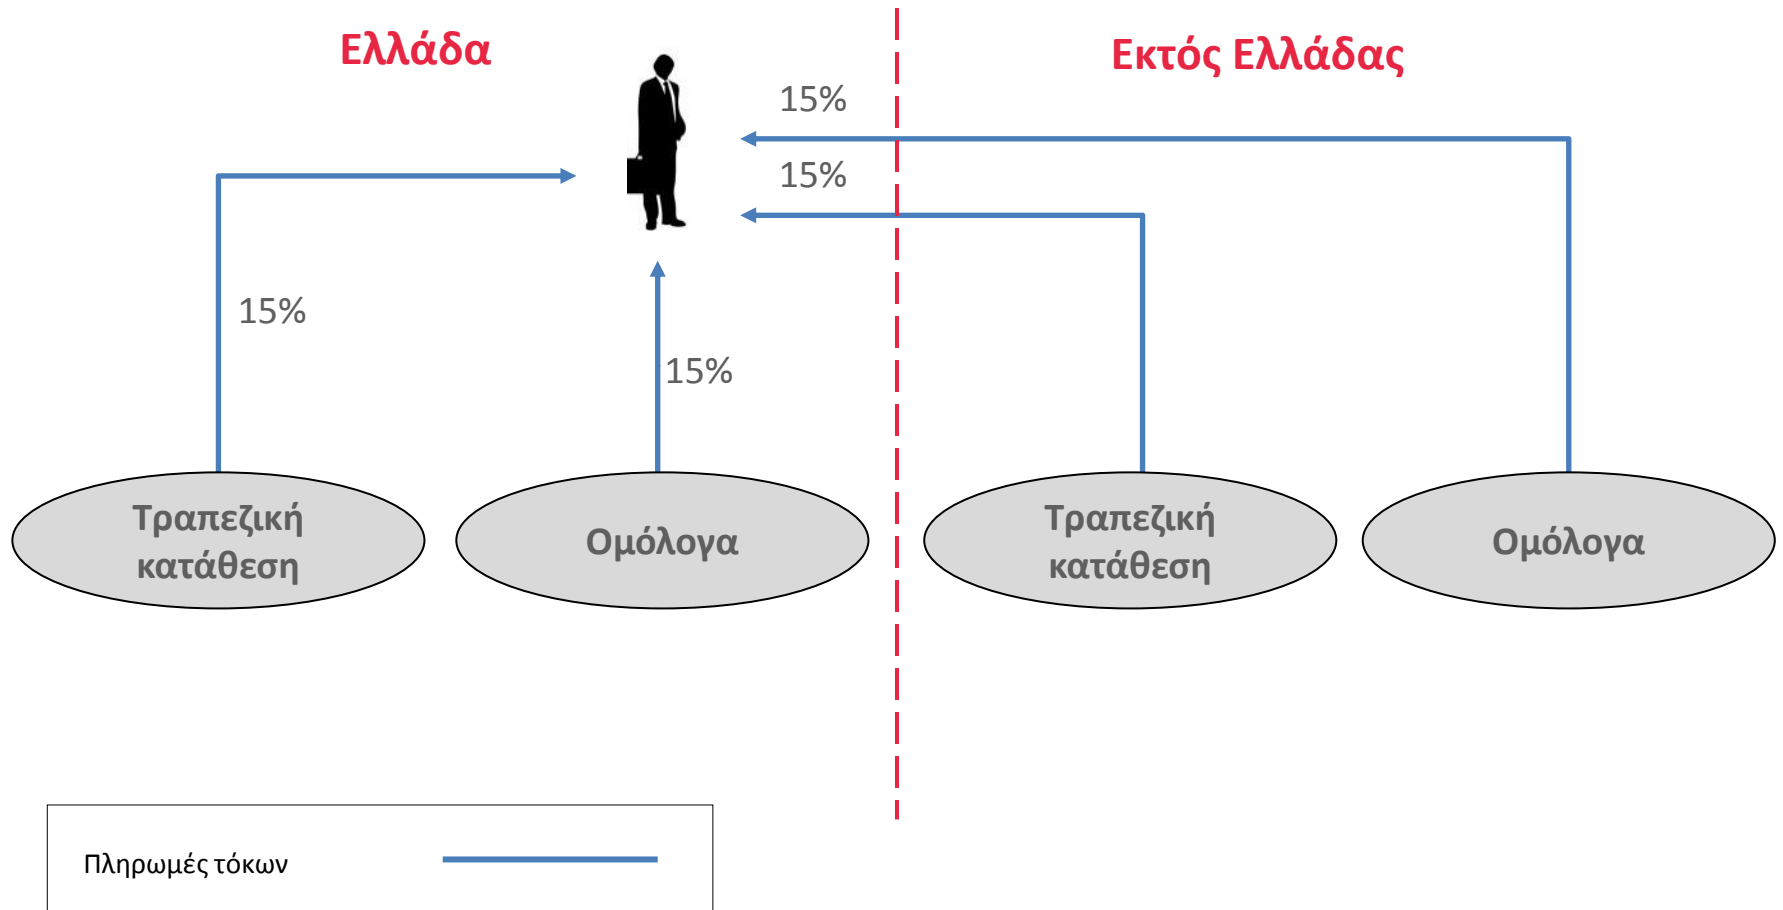 Ελλάδα
Εκτός Ελλάδας
15%
15%
15%
15%
Τραπεζική
κατάθεση
Ομόλογα
Τραπεζική
κατάθεση
Ομόλογα
Πληρωμές τόκων